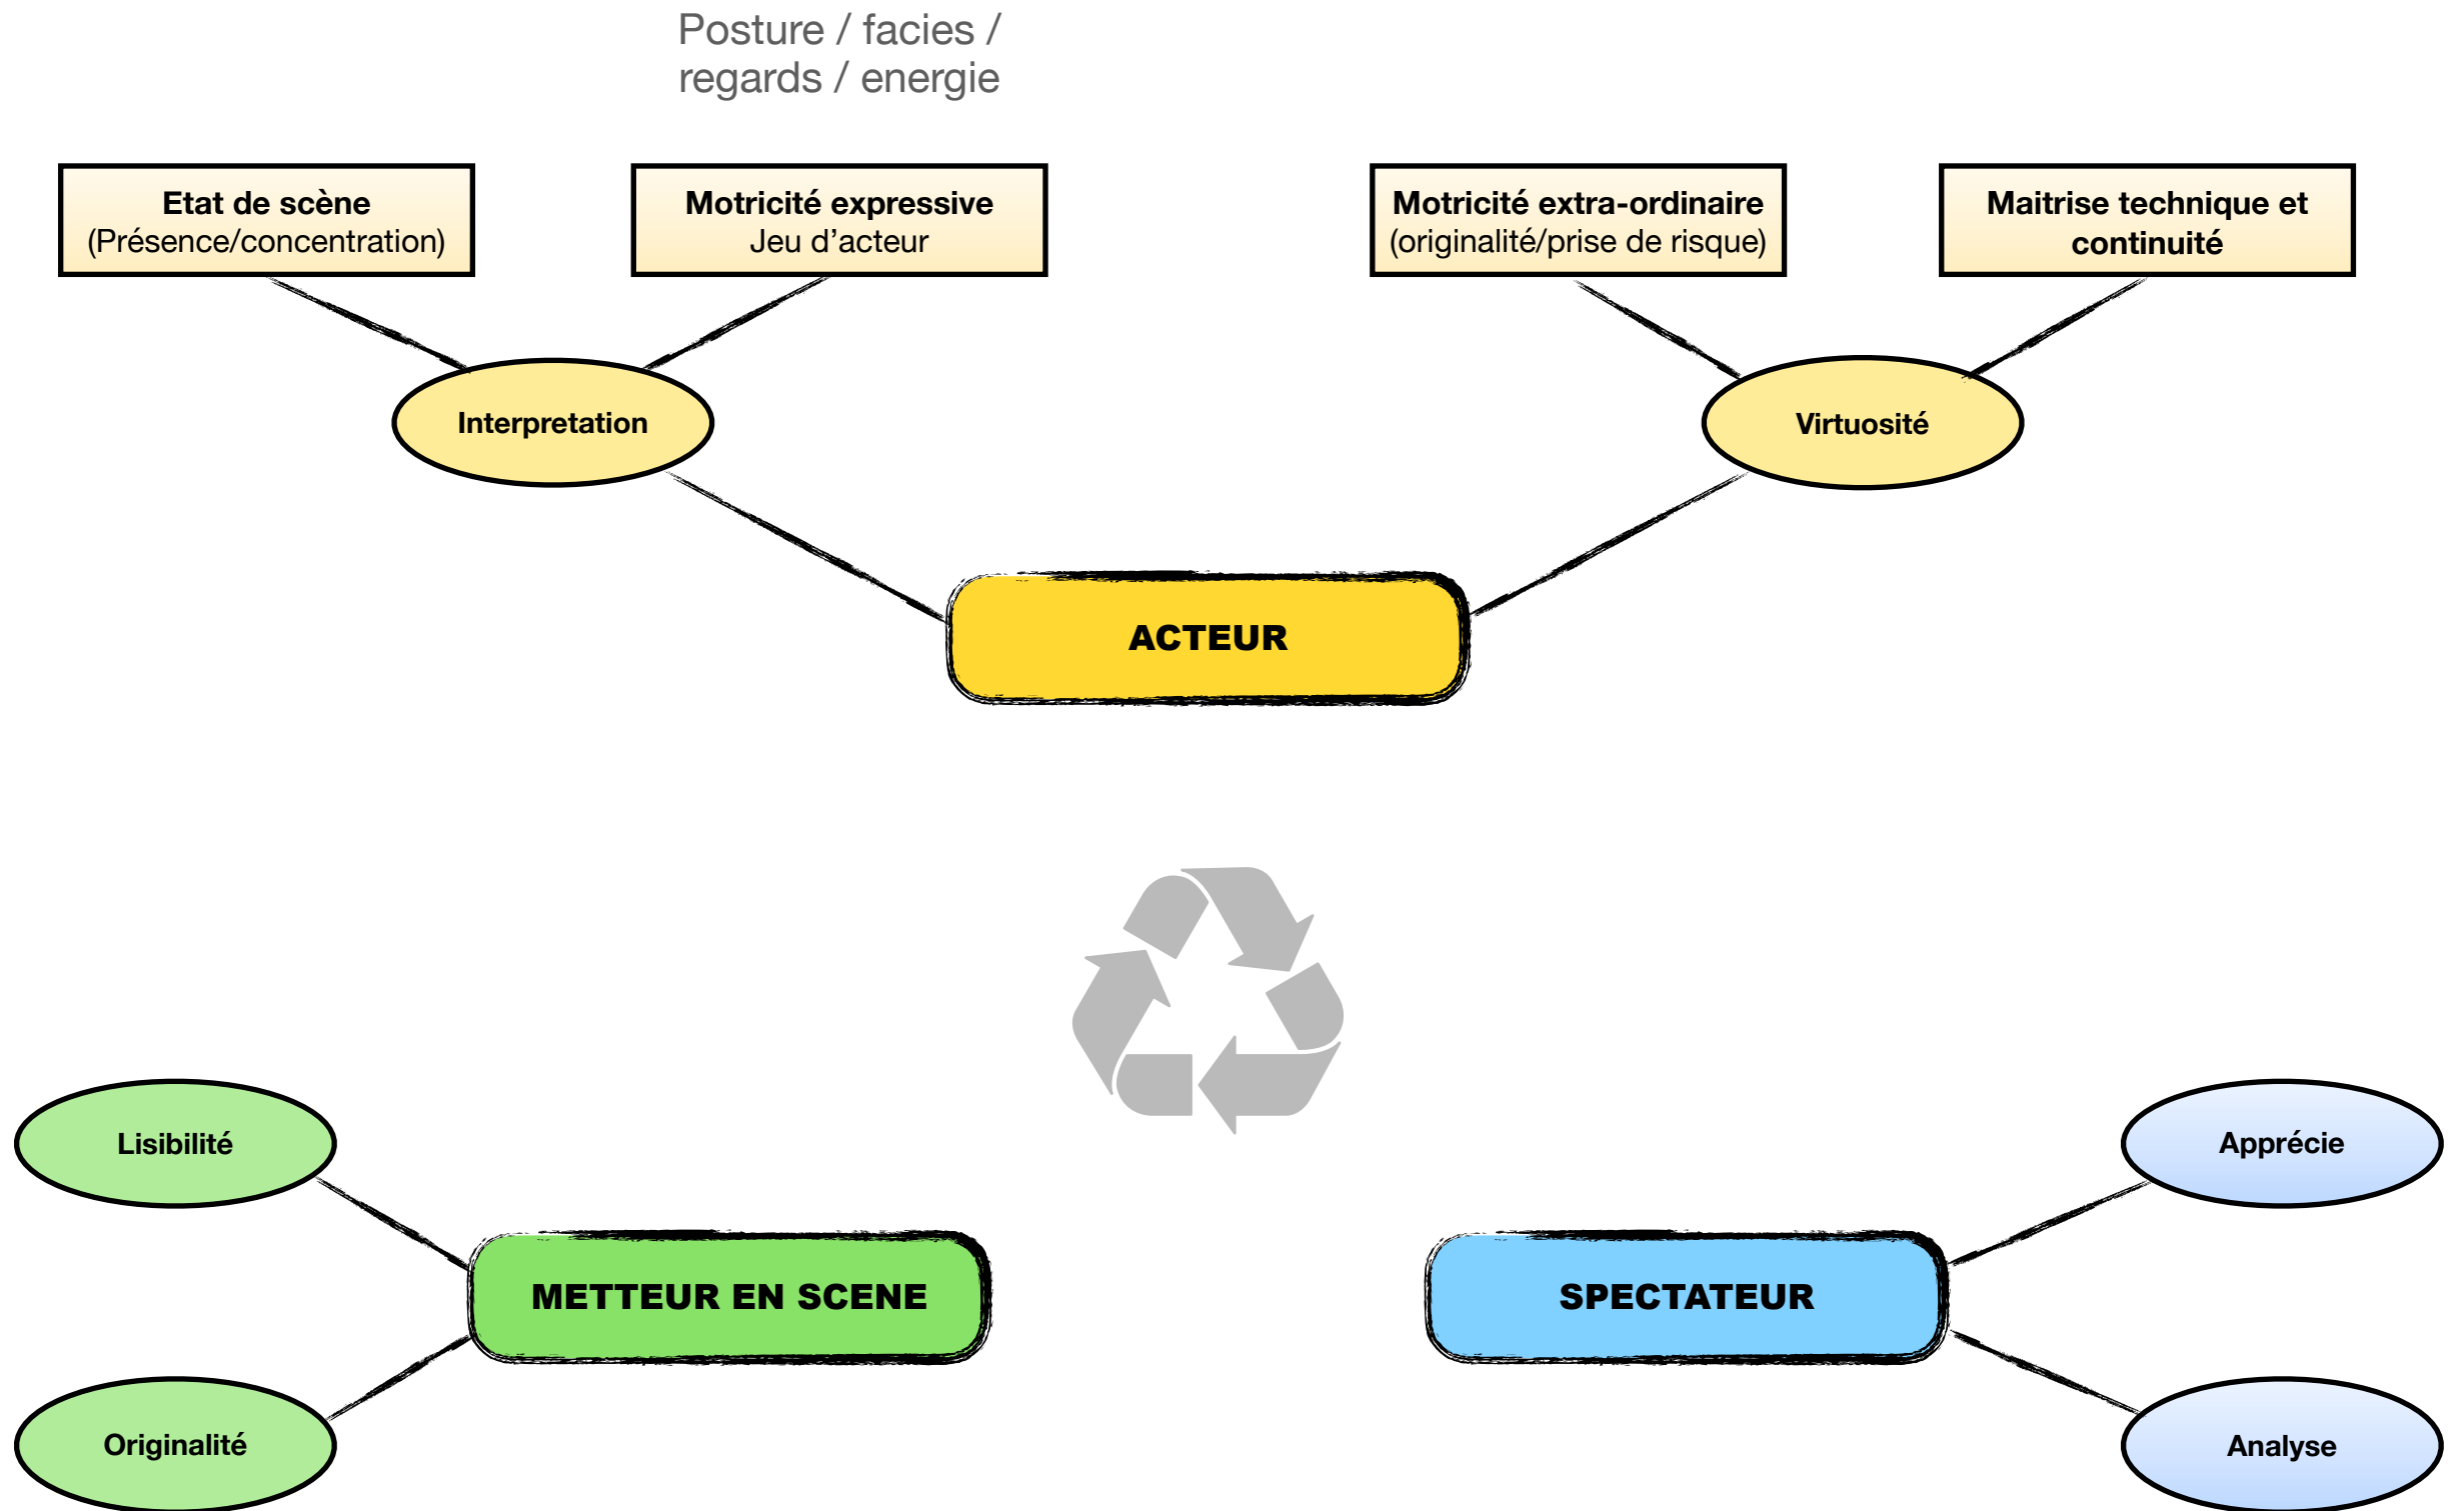 Posture / facies /
regards / energie
Etat de scène
(Présence/concentration)
Motricité expressive
Jeu d’acteur
Motricité extra-ordinaire
(originalité/prise de risque)
Maitrise technique et
continuité
Interpretation
Virtuosité
ACTEUR
Lisibilité
Apprécie
METTEUR EN SCENE
SPECTATEUR
Originalité
Analyse